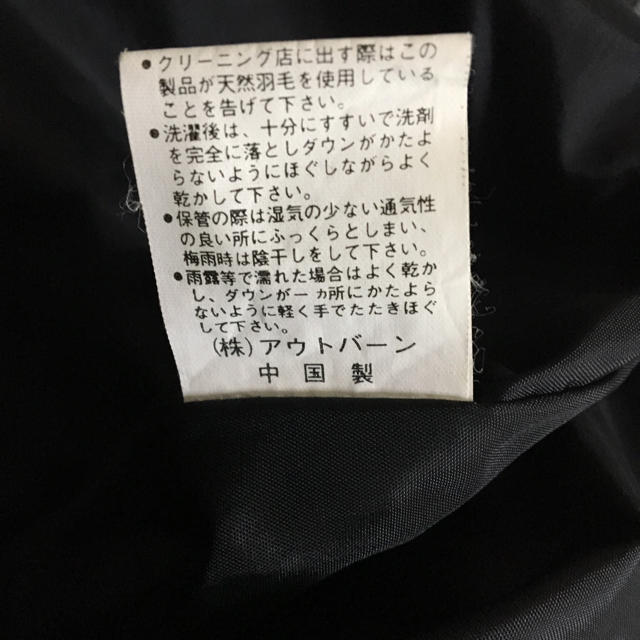 ●クリーニング店に出す際はこの
製品が天然羽毛を使用している
ことを告げて下さい。
●洗濯後は、十分にすすいで洗剤
を完全に落としダウンがかたよ
らないようにほぐしながらよく
乾かして下さい。
●保管の際は湿気の少ない通気性
の良い所にふっくらとしまい、
梅雨時は陰干しをして下さい。
●雨露等で濡れた場合はよく乾か
し、ダウンが一ヵ所にかたよら
ないように軽く手でたたきほぐ
して下さい。
(株)アウトバーン
中国製